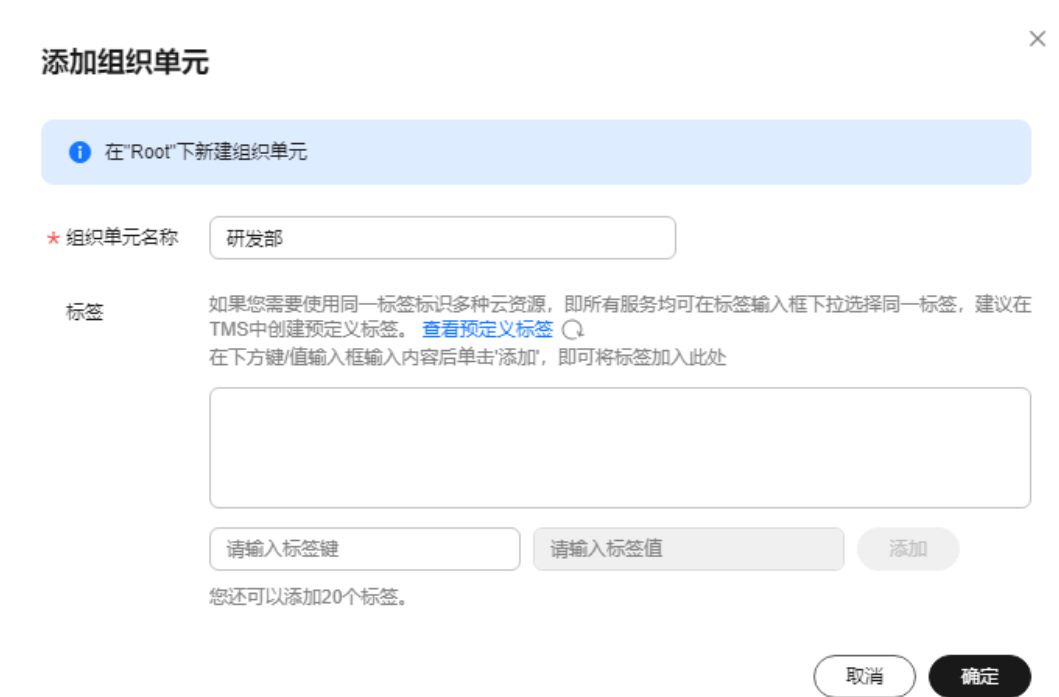 添加组织单元
在"Root"下新建组织单元
* 组织单元名称 研发部
标签 如果您需要使用同一标签标识多种云资源，即所有服务均可在标签输入框下拉选择同一标签，建议在
TMS中创建预定义标签。 查看预定义标签
在下方键/值输入框输入内容后单击'添加'，即可将标签加入此处
请输入标签键 请输入标签值 添加
您还可以添加20个标签。
取消 确定